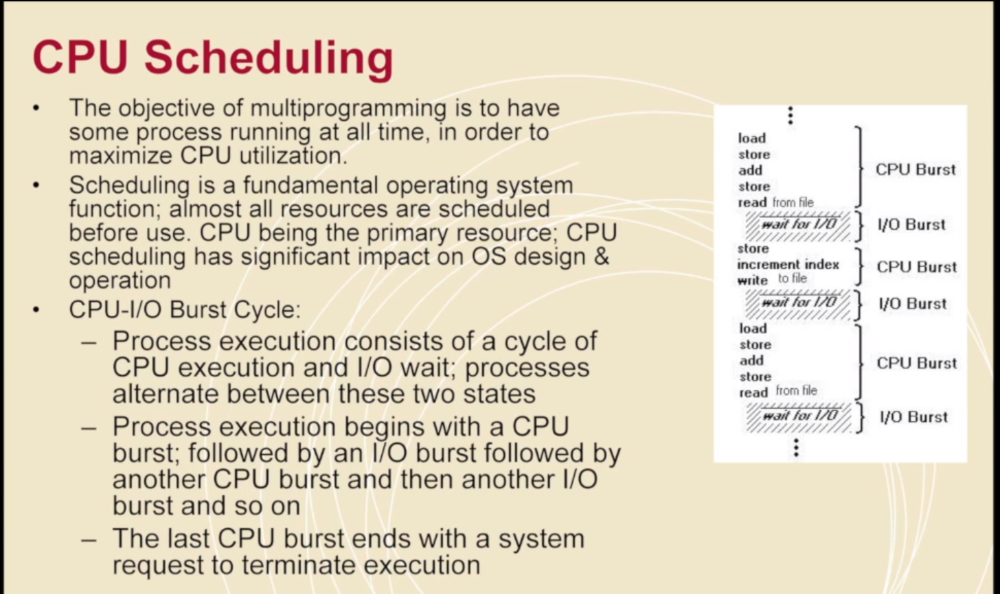 CPU Scheduling
• The objective of multiprogramming is to have
some process running at all time, in order to
maximize CPU utilization.
• Scheduling is a fundamental operating system
function; almost all resources are scheduled
before use. CPU being the primary resource; CPU
scheduling has significant impact on OS design &
operation
• CPU-I/O Burst Cycle:
– Process execution consists of a cycle of
CPU execution and I/O wait; processes
alternate between these two states
– Process execution begins with a CPU
burst; followed by an I/O burst followed by
another CPU burst and then another I/O
burst and so on
– The last CPU burst ends with a system
request to terminate execution
load
store
add
store
read from file
CPU Burst
wait for I/O
I/O Burst
store
increment index
write to file
CPU Burst
wait for I/O
I/O Burst
load
store
add
store
read from file
CPU Burst
wait for I/O
I/O Burst